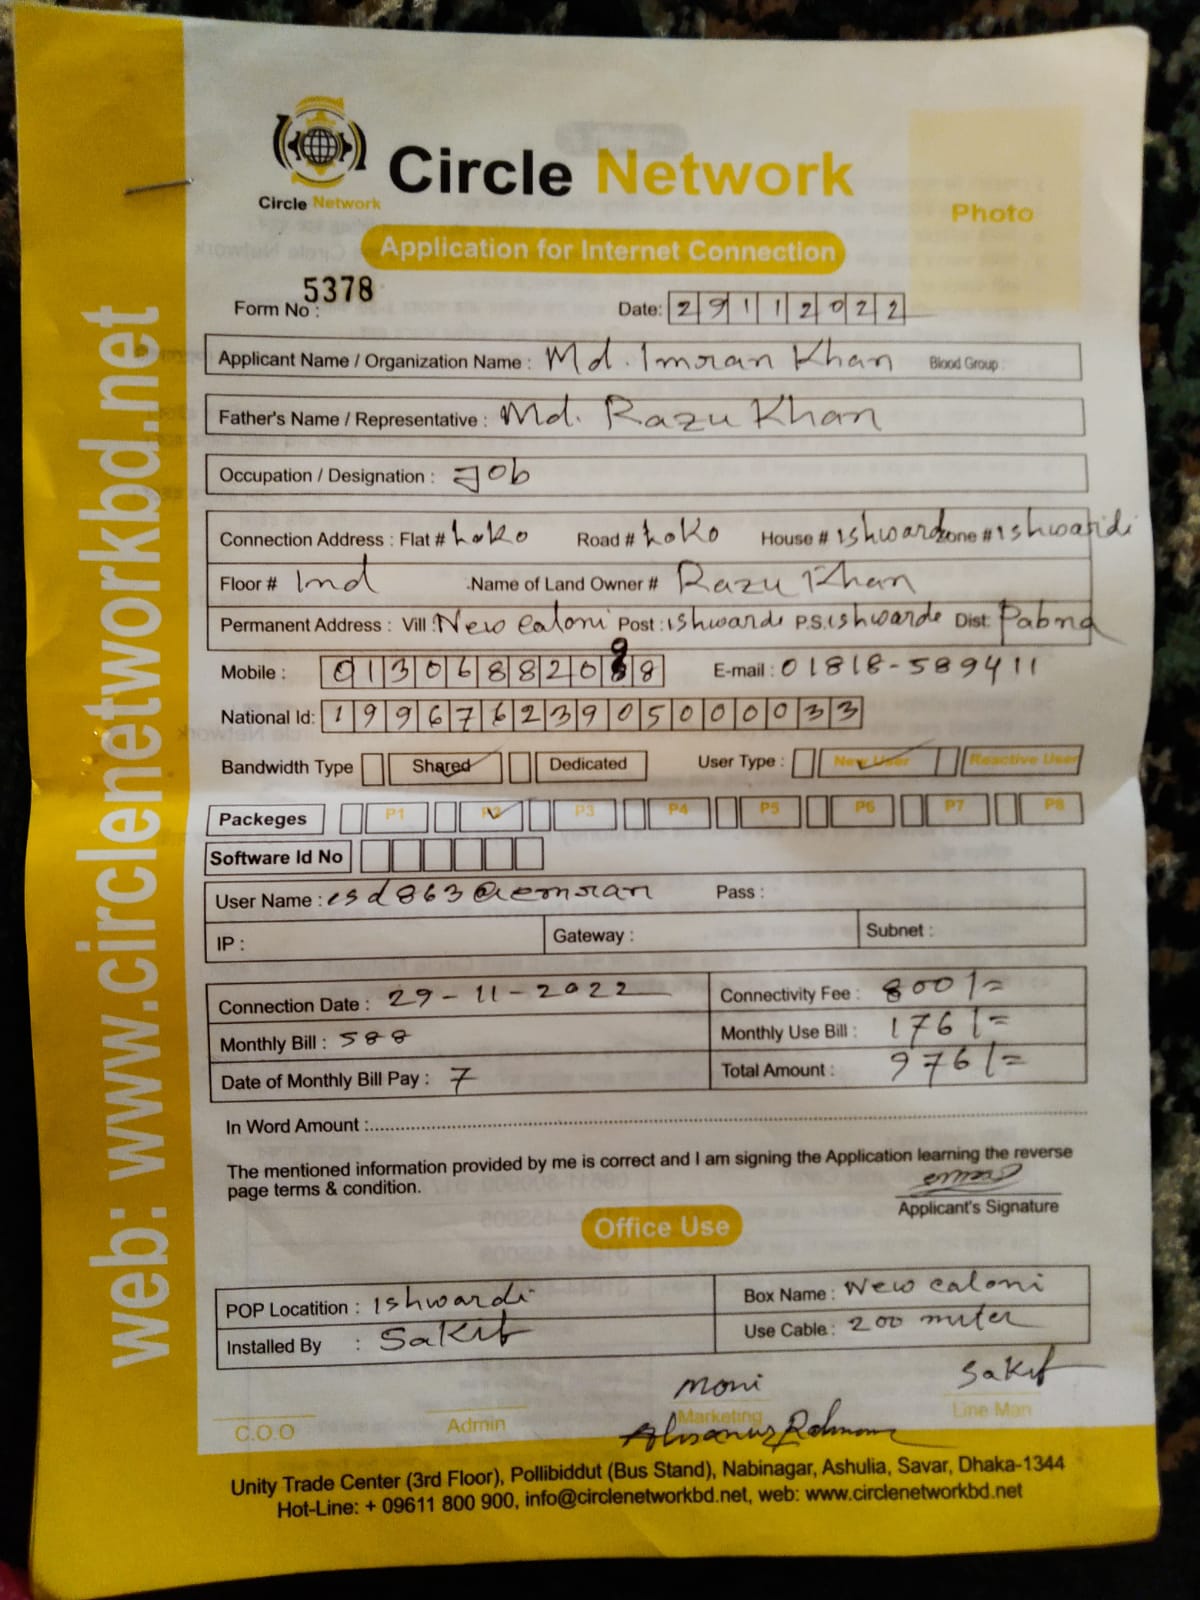 Circle Network
Circle Network
Photo
Application for Internet Connection
Form No : 5378
Date: 29112022
Applicant Name / Organization Name : Md. Imran Khan Blood Group :
Father's Name / Representative : Md. Razu Khan
Occupation / Designation : Job
Connection Address : Flat # Loko Road # Loko House # Ishwardi Zone # Ishwardi
Floor # Ind Name of Land Owner # Razu Khan
Permanent Address : Vill : New Caloni Post : ishwardi P.S. ishwardi Dist: Pabna
Mobile : 01306882098 E-mail : 01818-589411
National Id: 19967623905000033
Bandwidth Type Shared Dedicated User Type : New User Reactive User
Packeges P1 P2 P3 P4 P5 P6 P7 P8
Software Id No
User Name : isd863@emran Pass :
IP : Gateway : Subnet :
Connection Date : 29-11-2022 Connectivity Fee : 800/=
Monthly Bill : 588 Monthly Use Bill : 176/=
Date of Monthly Bill Pay : 7 Total Amount : 976/=
In Word Amount :
The mentioned information provided by me is correct and I am signing the Application learning the reverse
page terms & condition.
Applicant's Signature
Office Use
POP Locatition : Ishwardi Box Name : New Caloni
Installed By : Sakib Use Cable : 200 miter
Moni Sakib
C.O.O Admin Marketing Line Man
Unity Trade Center (3rd Floor), Pollibiddut (Bus Stand), Nabinagar, Ashulia, Savar, Dhaka-1344
Hot-Line: + 09611 800 900, info@circlenetworkbd.net, web: www.circlenetworkbd.net
web: www.circlenetworkbd.net